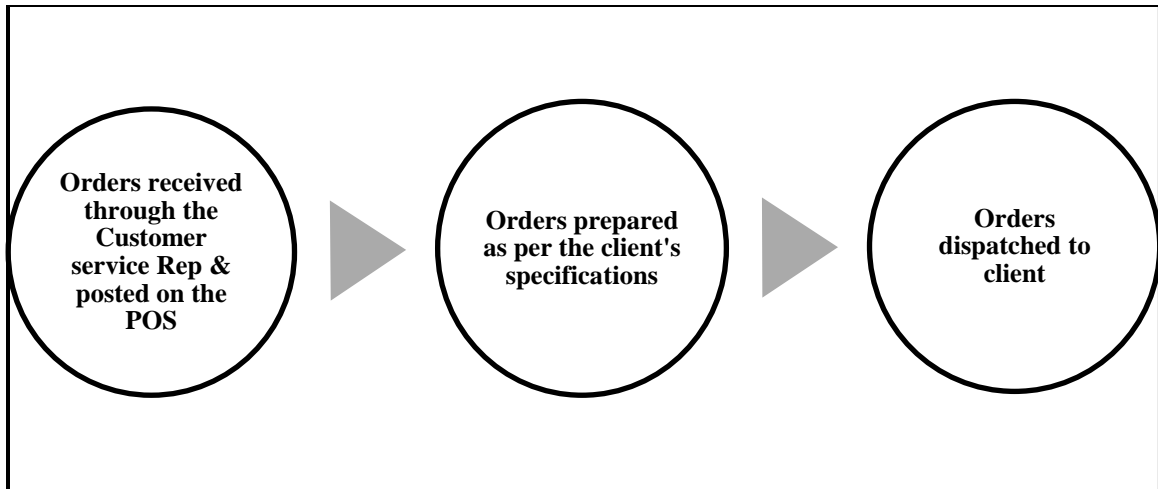 Orders received
through the
Customer
service Rep &
posted on the
POS
Orders prepared
as per the client's
specifications
Orders
dispatched to
client